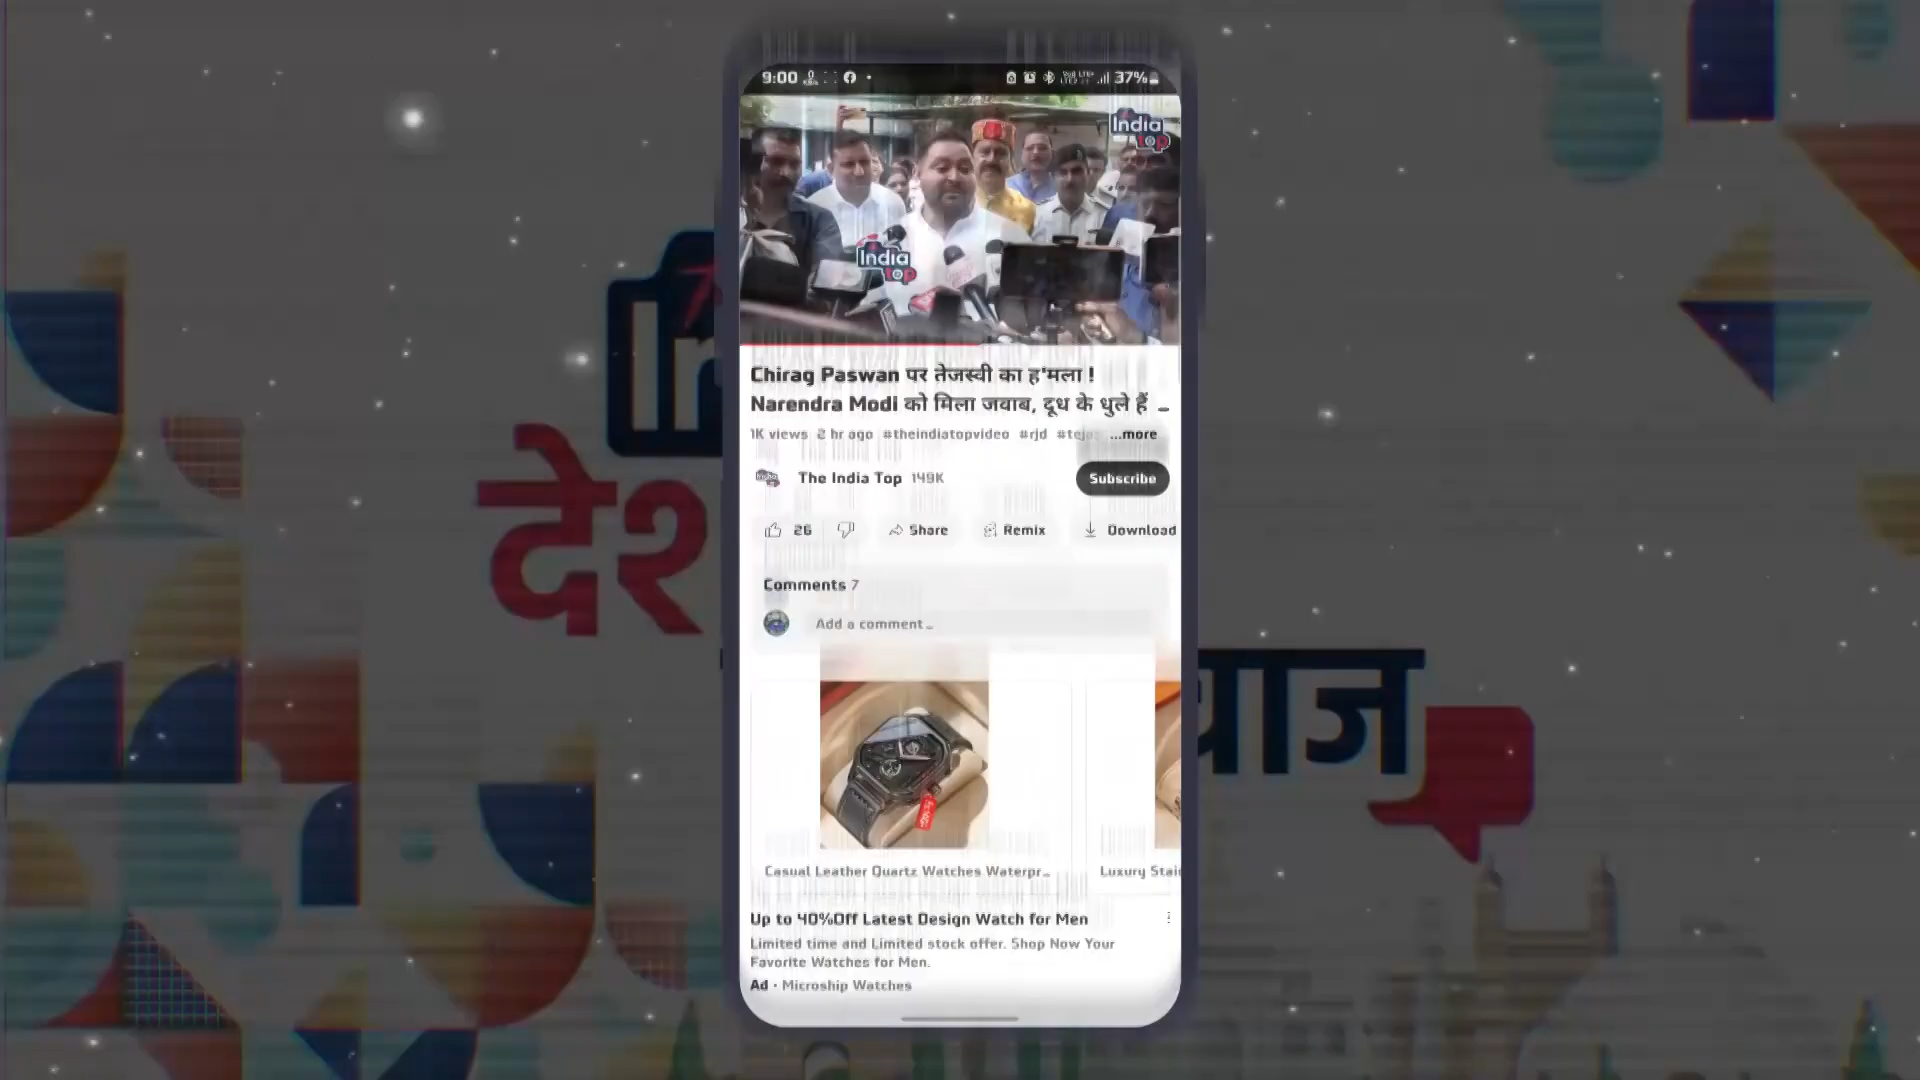 9:00
37%
India
top
India
top
Chirag Paswan पर तेजस्वी का ह'मला !
Narendra Modi को मिला जवाब, दूध के धुले हैं
1K views 2 hr ago #theindiatopvideo #rjd ...more
The India Top 149K
Subscribe
26
Share
Remix
Download
Comments 7
Add a comment...
Casual Leather Quartz Watches Waterpr...
Luxury
Up to 40%Off Latest Design Watch for Men
Limited time and Limited stock offer. Shop Now Your
Favorite Watches for Men.
Ad · Microship Watches